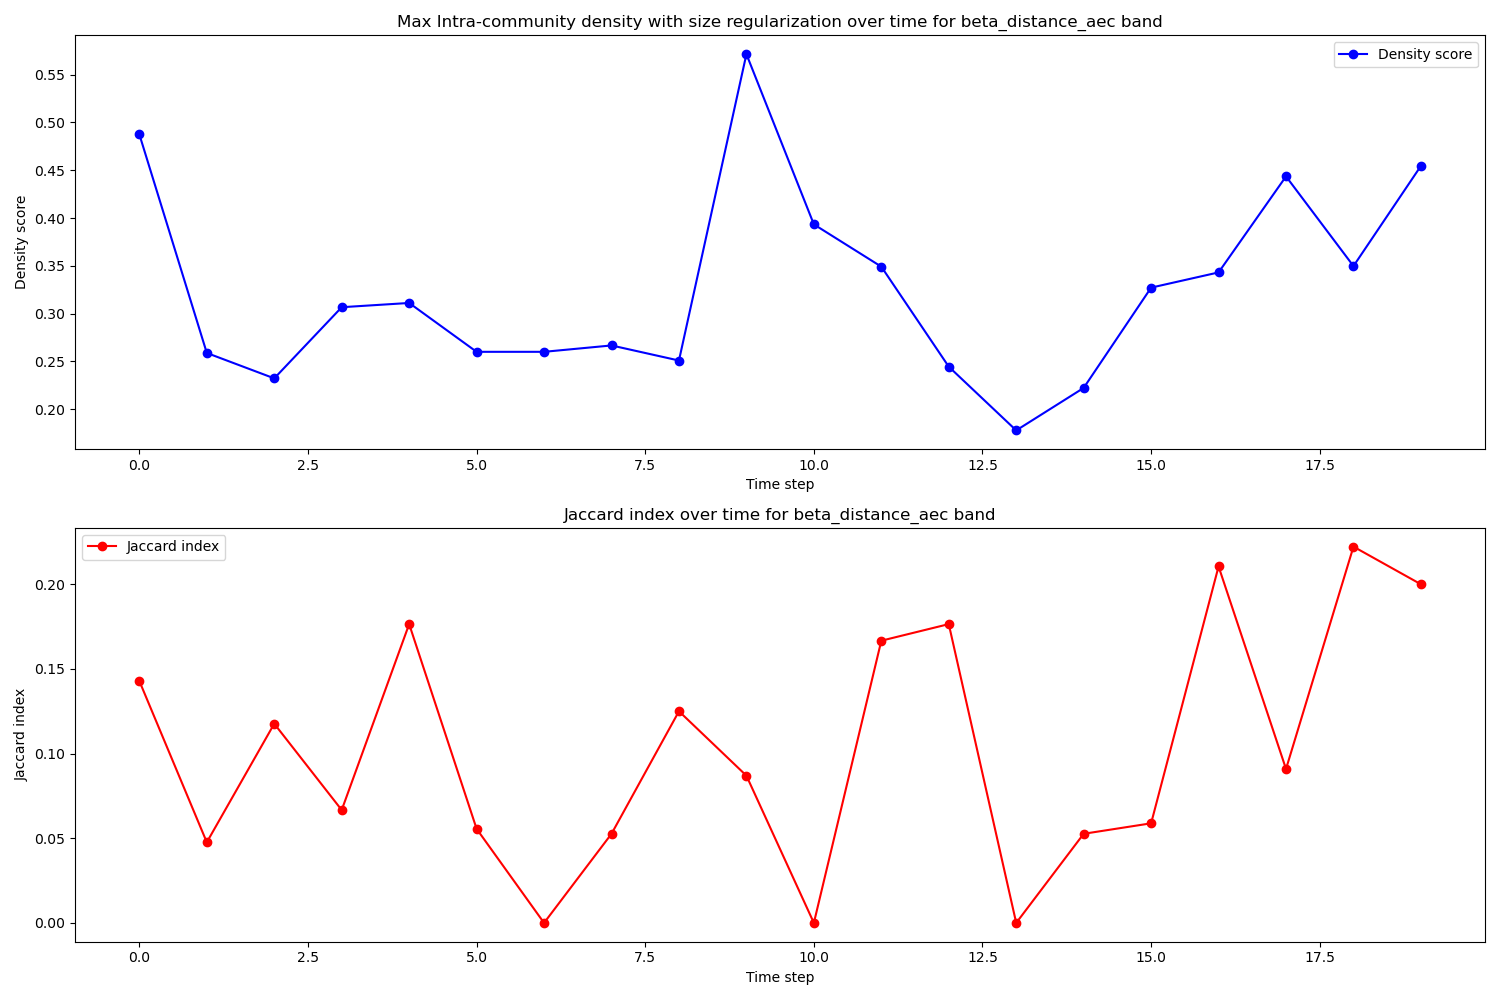 Max Intra-community density with size regularization over time for beta_distance_aec band
Density score
Density score
0.55
0.50
0.45
0.40
0.35
0.30
0.25
0.20
0.0 2.5 5.0 7.5 10.0 12.5 15.0 17.5
Time step
Jaccard index over time for beta_distance_aec band
Jaccard index
Jaccard index
0.20
0.15
0.10
0.05
0.00
0.0 2.5 5.0 7.5 10.0 12.5 15.0 17.5
Time step